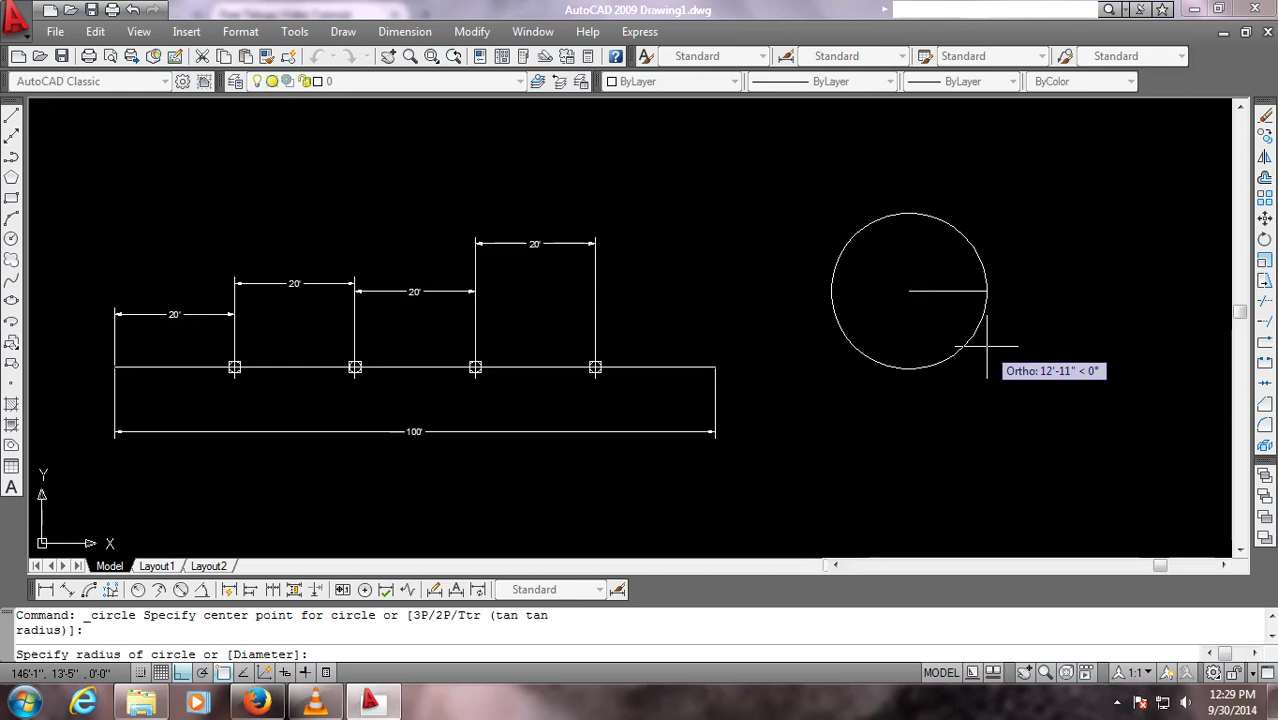 AutoCAD 2009 Drawing1.dwg
File Edit View Insert Format Tools Draw Dimension Modify Window Help Express
Standard Standard Standard Standard
AutoCAD Classic 0 ByLayer ByLayer ByLayer ByColor
20'
20'
20'
20'
100'
Ortho: 12'-11" < 0°
Y
X
Model Layout1 Layout2
Standard
Command: _circle Specify center point for circle or [3P/2P/Ttr (tan tan
radius)]:
Specify radius of circle or [Diameter]:
146'-1", 13'-5", 0'-0" MODEL 1:1
12:29 PM
9/30/2014